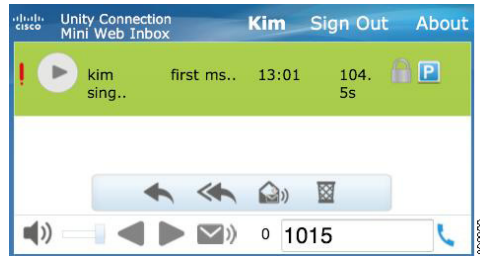 cisco Unity Connection Mini Web Inbox Kim Sign Out About
! kim sing.. first ms.. 13:01 104. 5s P
0 1015